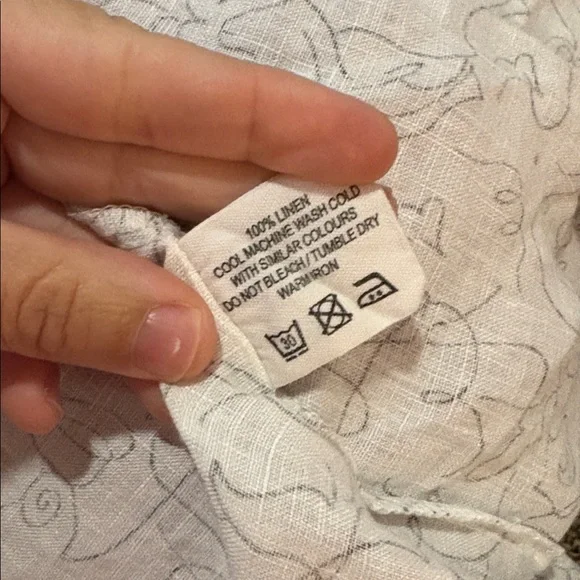 100% LINEN
COOL MACHINE WASH COLD
WITH SIMILAR COLOURS
DO NOT BLEACH / TUMBLE DRY
WARM IRON
30